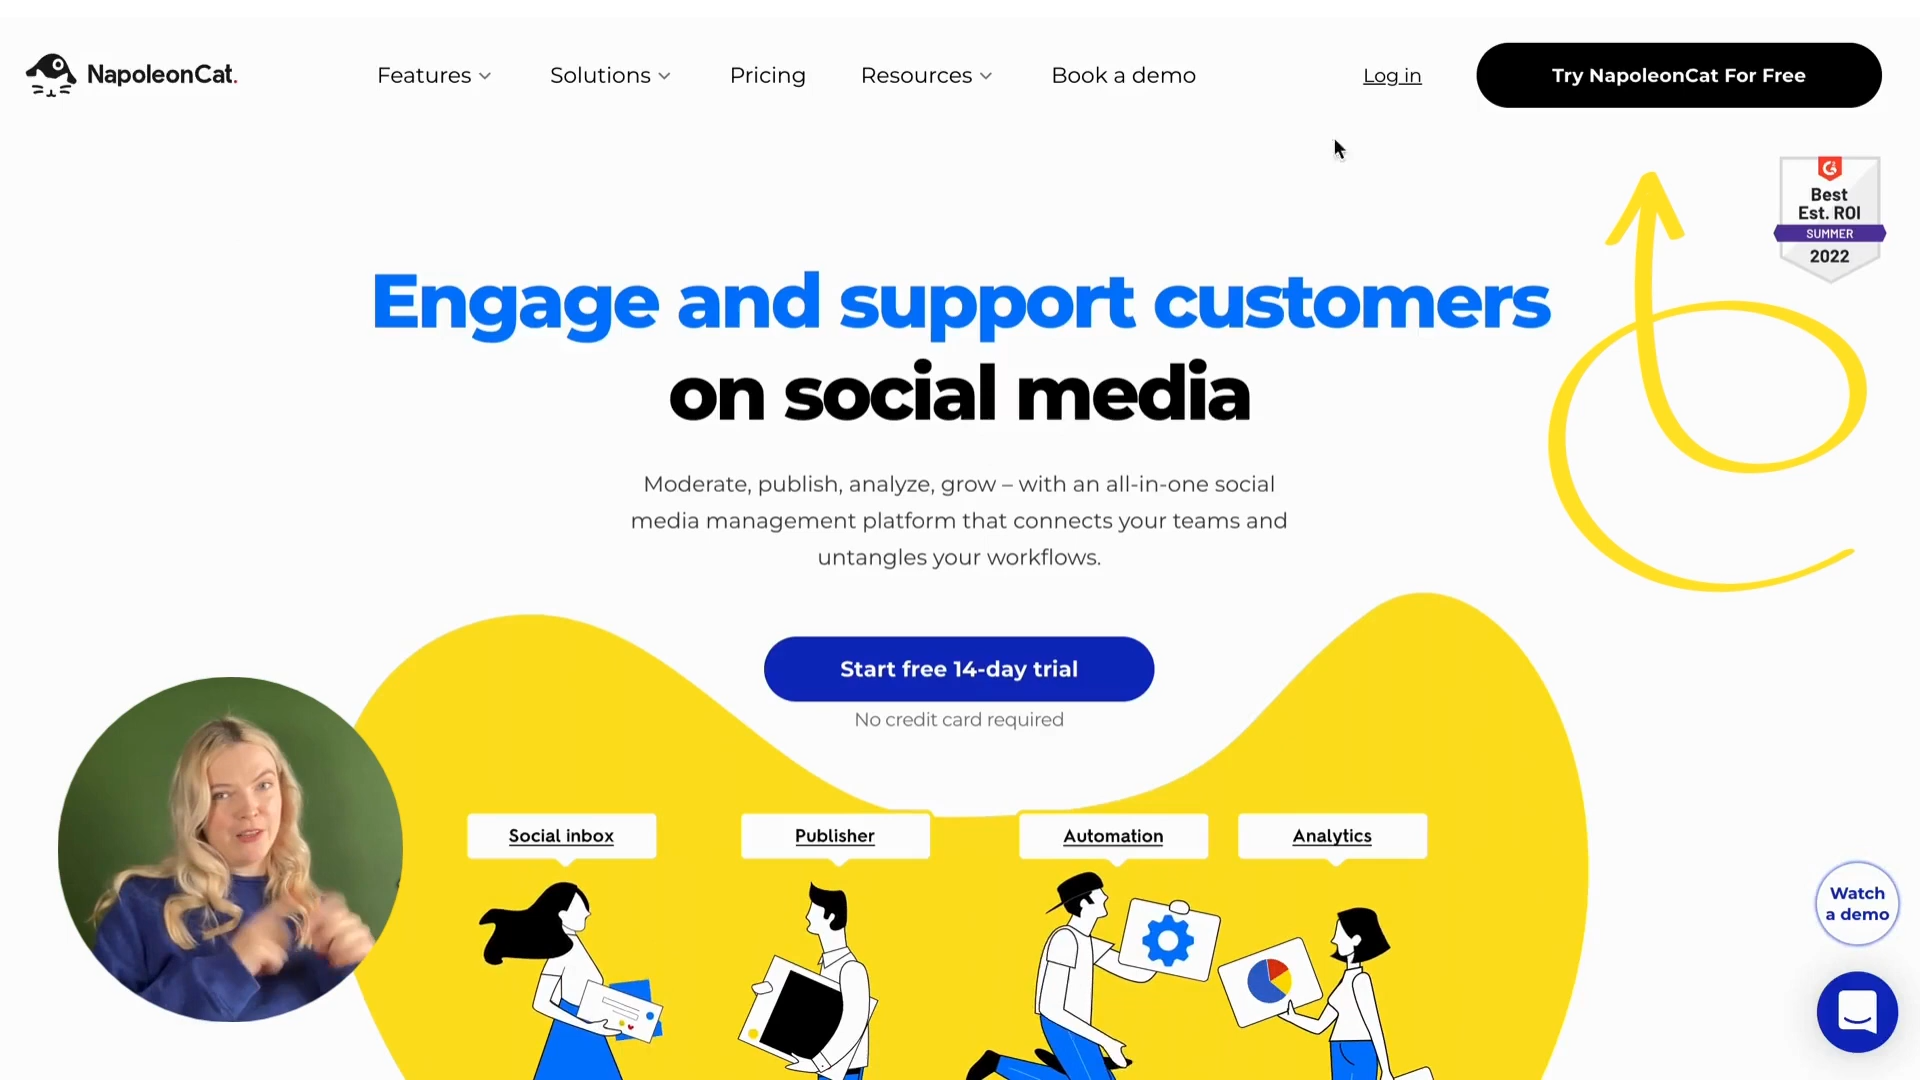 NapoleonCat.
Features
Solutions
Pricing
Resources
Book a demo
Log in
Try NapoleonCat For Free
Best
Est. ROI
SUMMER
2022
Engage and support customers
on social media
Moderate, publish, analyze, grow – with an all-in-one social
media management platform that connects your teams and
untangles your workflows.
Start free 14-day trial
No credit card required
Social inbox
Publisher
Automation
Analytics
Watch
a demo